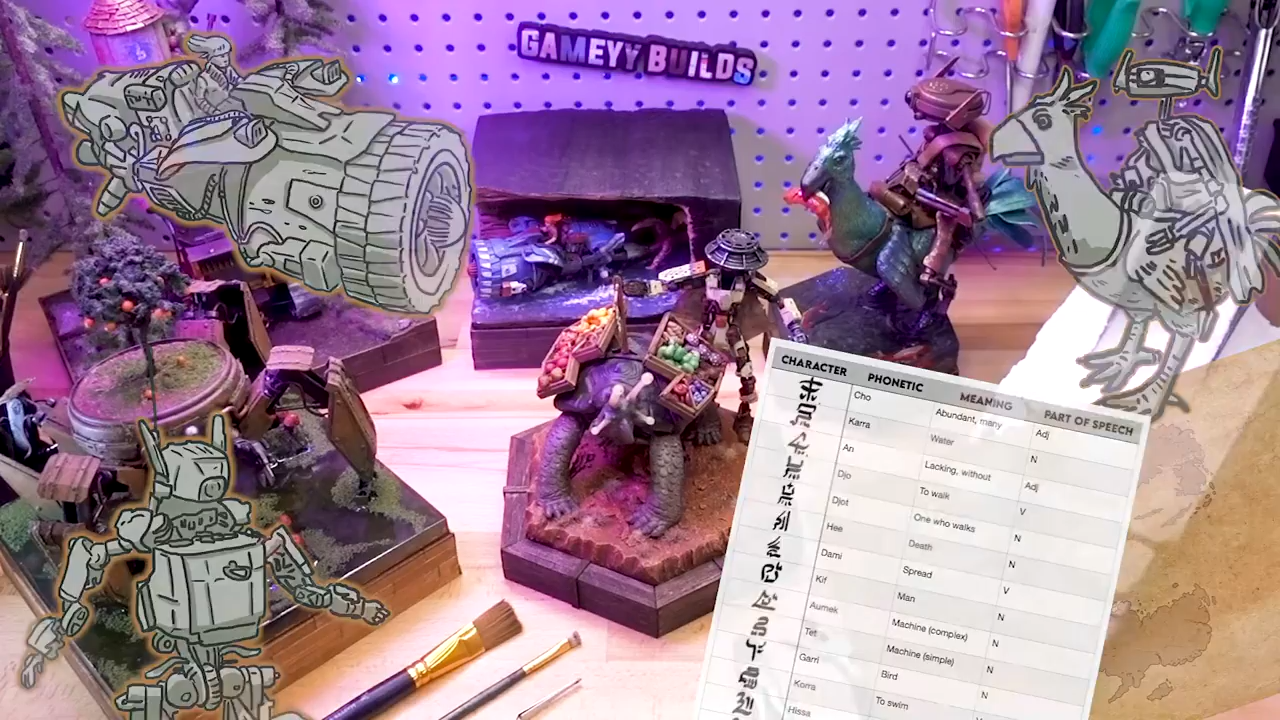 GAMEYY BUILDS
CHARACTER PHONETIC MEANING PART OF SPEECH
Cho Abundant, many Adj
Karra Water N
An Lacking, without Adj
Djo To walk V
Djot One who walks N
Hee Death N
Dami Spread V
Kif Man N
Aumek Machine (complex) N
Tet Machine (simple) N
Bird N
Korra To swim
Hissa